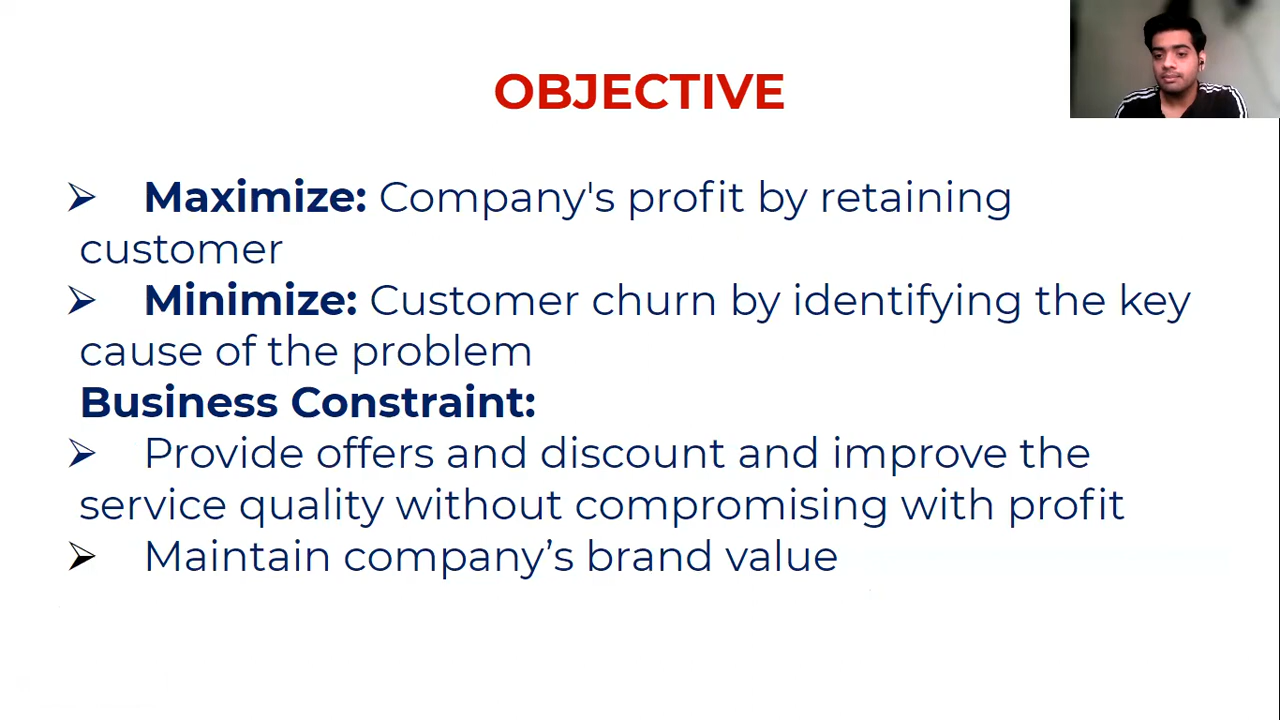 OBJECTIVE
➢ Maximize: Company's profit by retaining
customer
➢ Minimize: Customer churn by identifying the key
cause of the problem
Business Constraint:
➢ Provide offers and discount and improve the
service quality without compromising with profit
➢ Maintain company’s brand value